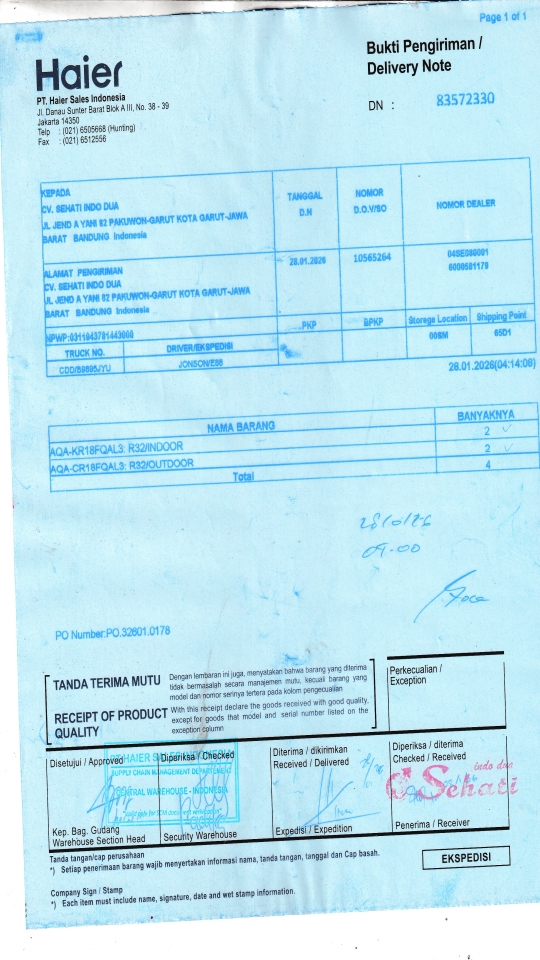 Page 1 of 1
Haier
Bukti Pengiriman /
Delivery Note
PT. Haier Sales Indonesia
Jl. Danau Sunter Barat Blok A III, No. 38 - 39
Jakarta 14350
Telp : (021) 6505668 (Hunting)
Fax : (021) 6512556
DN : 83572330
KEPADA
CV. SEHATI INDO DUA
JL JEND A YANI 82 PAKUWON-GARUT KOTA GARUT-JAWA
BARAT BANDUNG Indonesia
TANGGAL
D.N
NOMOR
D.O.V/SO
NOMOR DEALER
ALAMAT PENGIRIMAN
CV. SEHATI INDO DUA
JL JEND A YANI 82 PAKUWON-GARUT KOTA GARUT-JAWA
BARAT BANDUNG Indonesia
28.01.2026
10565264
PKP
BPKP
Storege Location
Shipping Point
00SM
65D1
TRUCK NO.
DRIVER/EKSPEDISI
JONSON/E86
28.01.2026(04:14:08)
NAMA BARANG
BANYAKNYA
AQA-KR18FQAL3: R32/INDOOR
2
AQA-CR18FQAL3: R32/OUTDOOR
2
Total
4
09-00
PO Number:PO.32601.0178
TANDA TERIMA MUTU
Dengan lembaran ini juga, menyatakan bahwa barang yang diterima
tidak bermasalah secara manajemen mutu, kecuali barang yang
model dan nomor serinya tertera pada kolom pengecualian
RECEIPT OF PRODUCT
QUALITY
With this receipt declare the goods received with good quality,
except for goods that model and serial number listed on the
exception column
Perkecualian /
Exception
Disetujui / Approved
Diperiksa / Checked
Diterima / dikirimkan
Received / Delivered
Diperiksa / diterima
Checked / Received
SUPPLY CHAIN MANAGEMENT DEPARTEMENT
CENTRAL WAREHOUSE - INDONESIA
indo dua
Sehati
Kep. Bag. Gudang
Warehouse Section Head
Security Warehouse
Expedisi / Expedition
Penerima / Receiver
Tanda tangan/cap perusahaan
*) Setiap penerimaan barang wajib menyertakan informasi nama, tanda tangan, tanggal dan Cap basah.
EKSPEDISI
Company Sign / Stamp
*) Each item must include name, signature, date and wet stamp information.